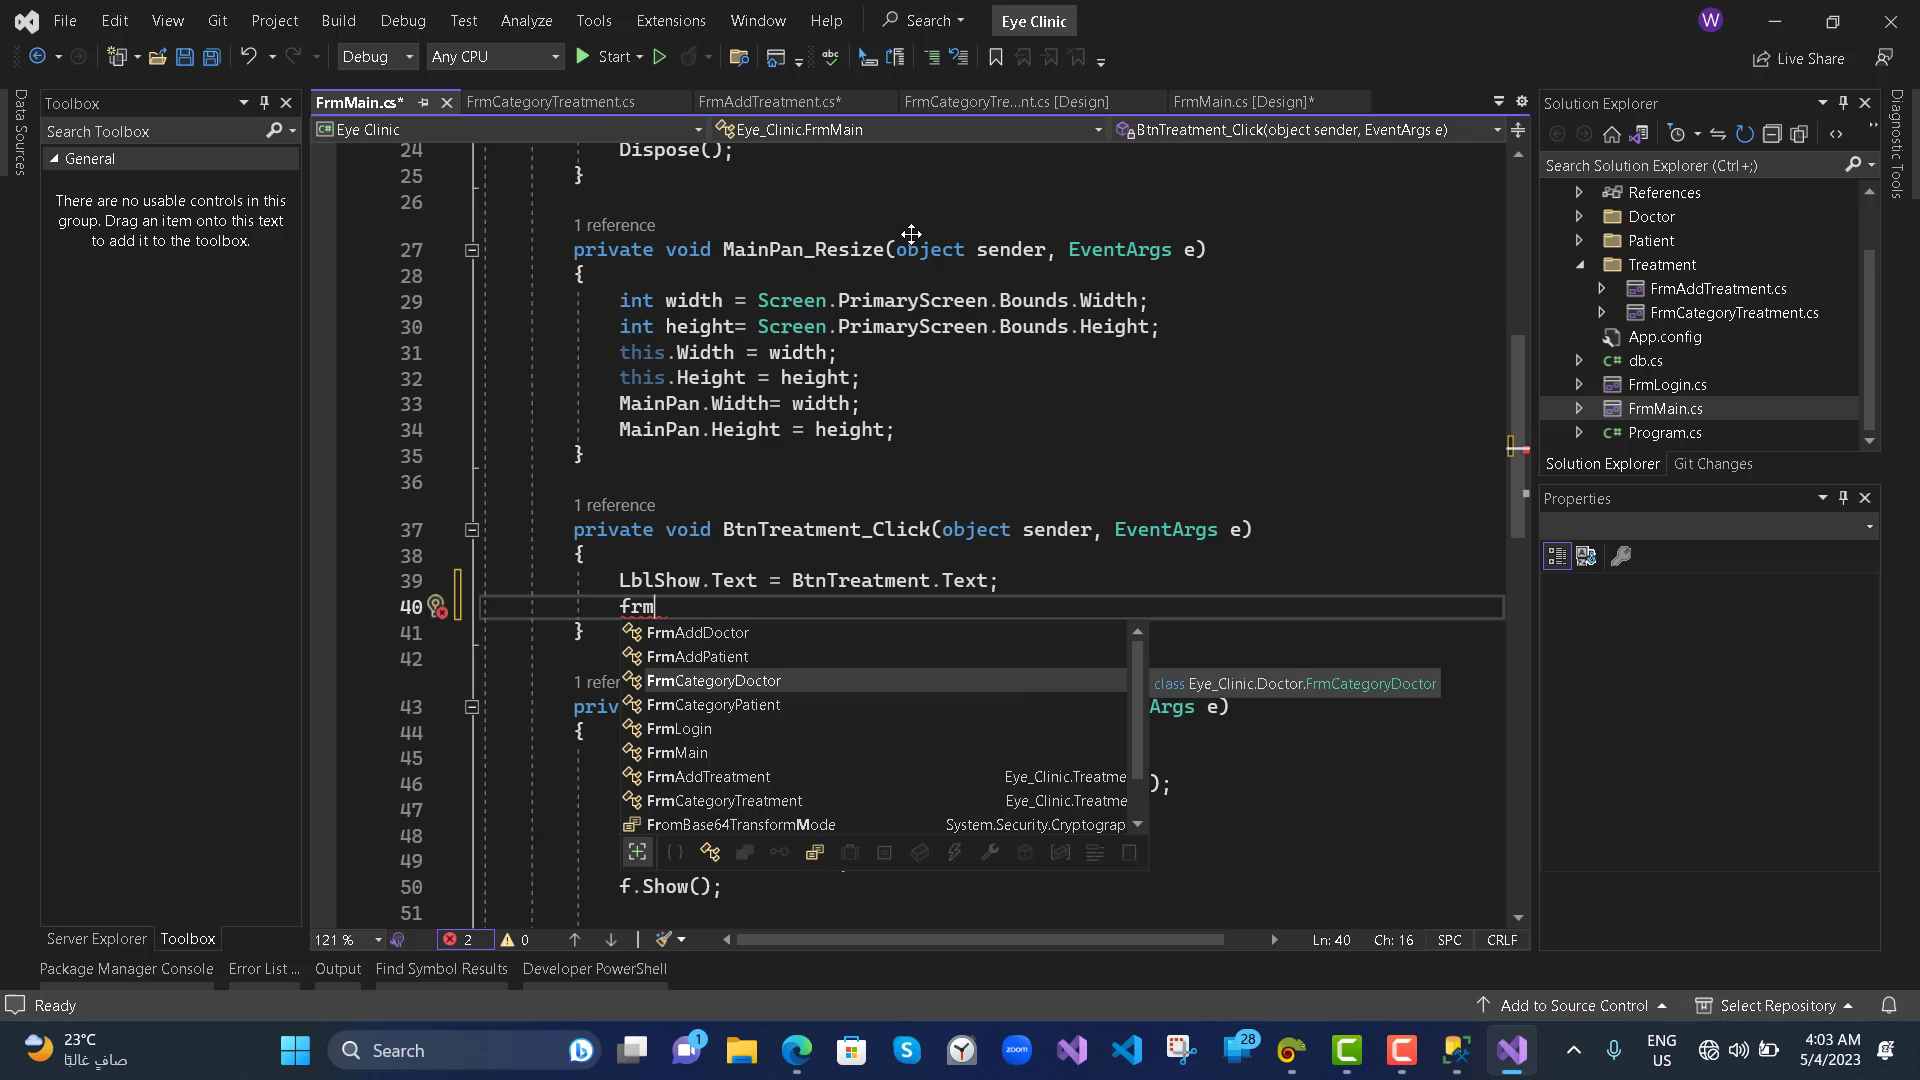 File Edit View Git Project Build Debug Test Analyze Tools Extensions Window Help Search Eye Clinic W
Debug Any CPU Start Live Share
Data Sources
Toolbox
Search Toolbox
General
There are no usable controls in this
group. Drag an item onto this text
to add it to the toolbox.
Server Explorer Toolbox
FrmMain.cs* FrmCategoryTreatment.cs FrmAddTreatment.cs* FrmCategoryTre...nt.cs [Design] FrmMain.cs [Design]*
Eye Clinic Eye_Clinic.FrmMain BtnTreatment_Click(object sender, EventArgs e)
24 Dispose();
25 }
26
1 reference
27 private void MainPan_Resize(object sender, EventArgs e)
28 {
29 int width = Screen.PrimaryScreen.Bounds.Width;
30 int height= Screen.PrimaryScreen.Bounds.Height;
31 this.Width = width;
32 this.Height = height;
33 MainPan.Width= width;
34 MainPan.Height = height;
35 }
36
1 reference
37 private void BtnTreatment_Click(object sender, EventArgs e)
38 {
39 LblShow.Text = BtnTreatment.Text;
40 frm
41 }
42
1 refer
43 priv Args e)
44 {
45
46 );
47
48
49
50 f.Show();
51
FrmAddDoctor
FrmAddPatient
FrmCategoryDoctor
FrmCategoryPatient
FrmLogin
FrmMain
FrmAddTreatment Eye_Clinic.Treatme
FrmCategoryTreatment Eye_Clinic.Treatme
FromBase64TransformMode System.Security.Cryptograp
class Eye_Clinic.Doctor.FrmCategoryDoctor
121 % 2 0 Ln: 40 Ch: 16 SPC CRLF
Solution Explorer
Search Solution Explorer (Ctrl+;)
References
Doctor
Patient
Treatment
FrmAddTreatment.cs
FrmCategoryTreatment.cs
App.config
C# db.cs
FrmLogin.cs
FrmMain.cs
C# Program.cs
Solution Explorer Git Changes
Properties
Diagnostic Tools
Package Manager Console Error List ... Output Find Symbol Results Developer PowerShell
Ready Add to Source Control Select Repository
23°C
صافٍ غالبًا
Search
1
zoom
28
ENG
US
4:03 AM
5/4/2023